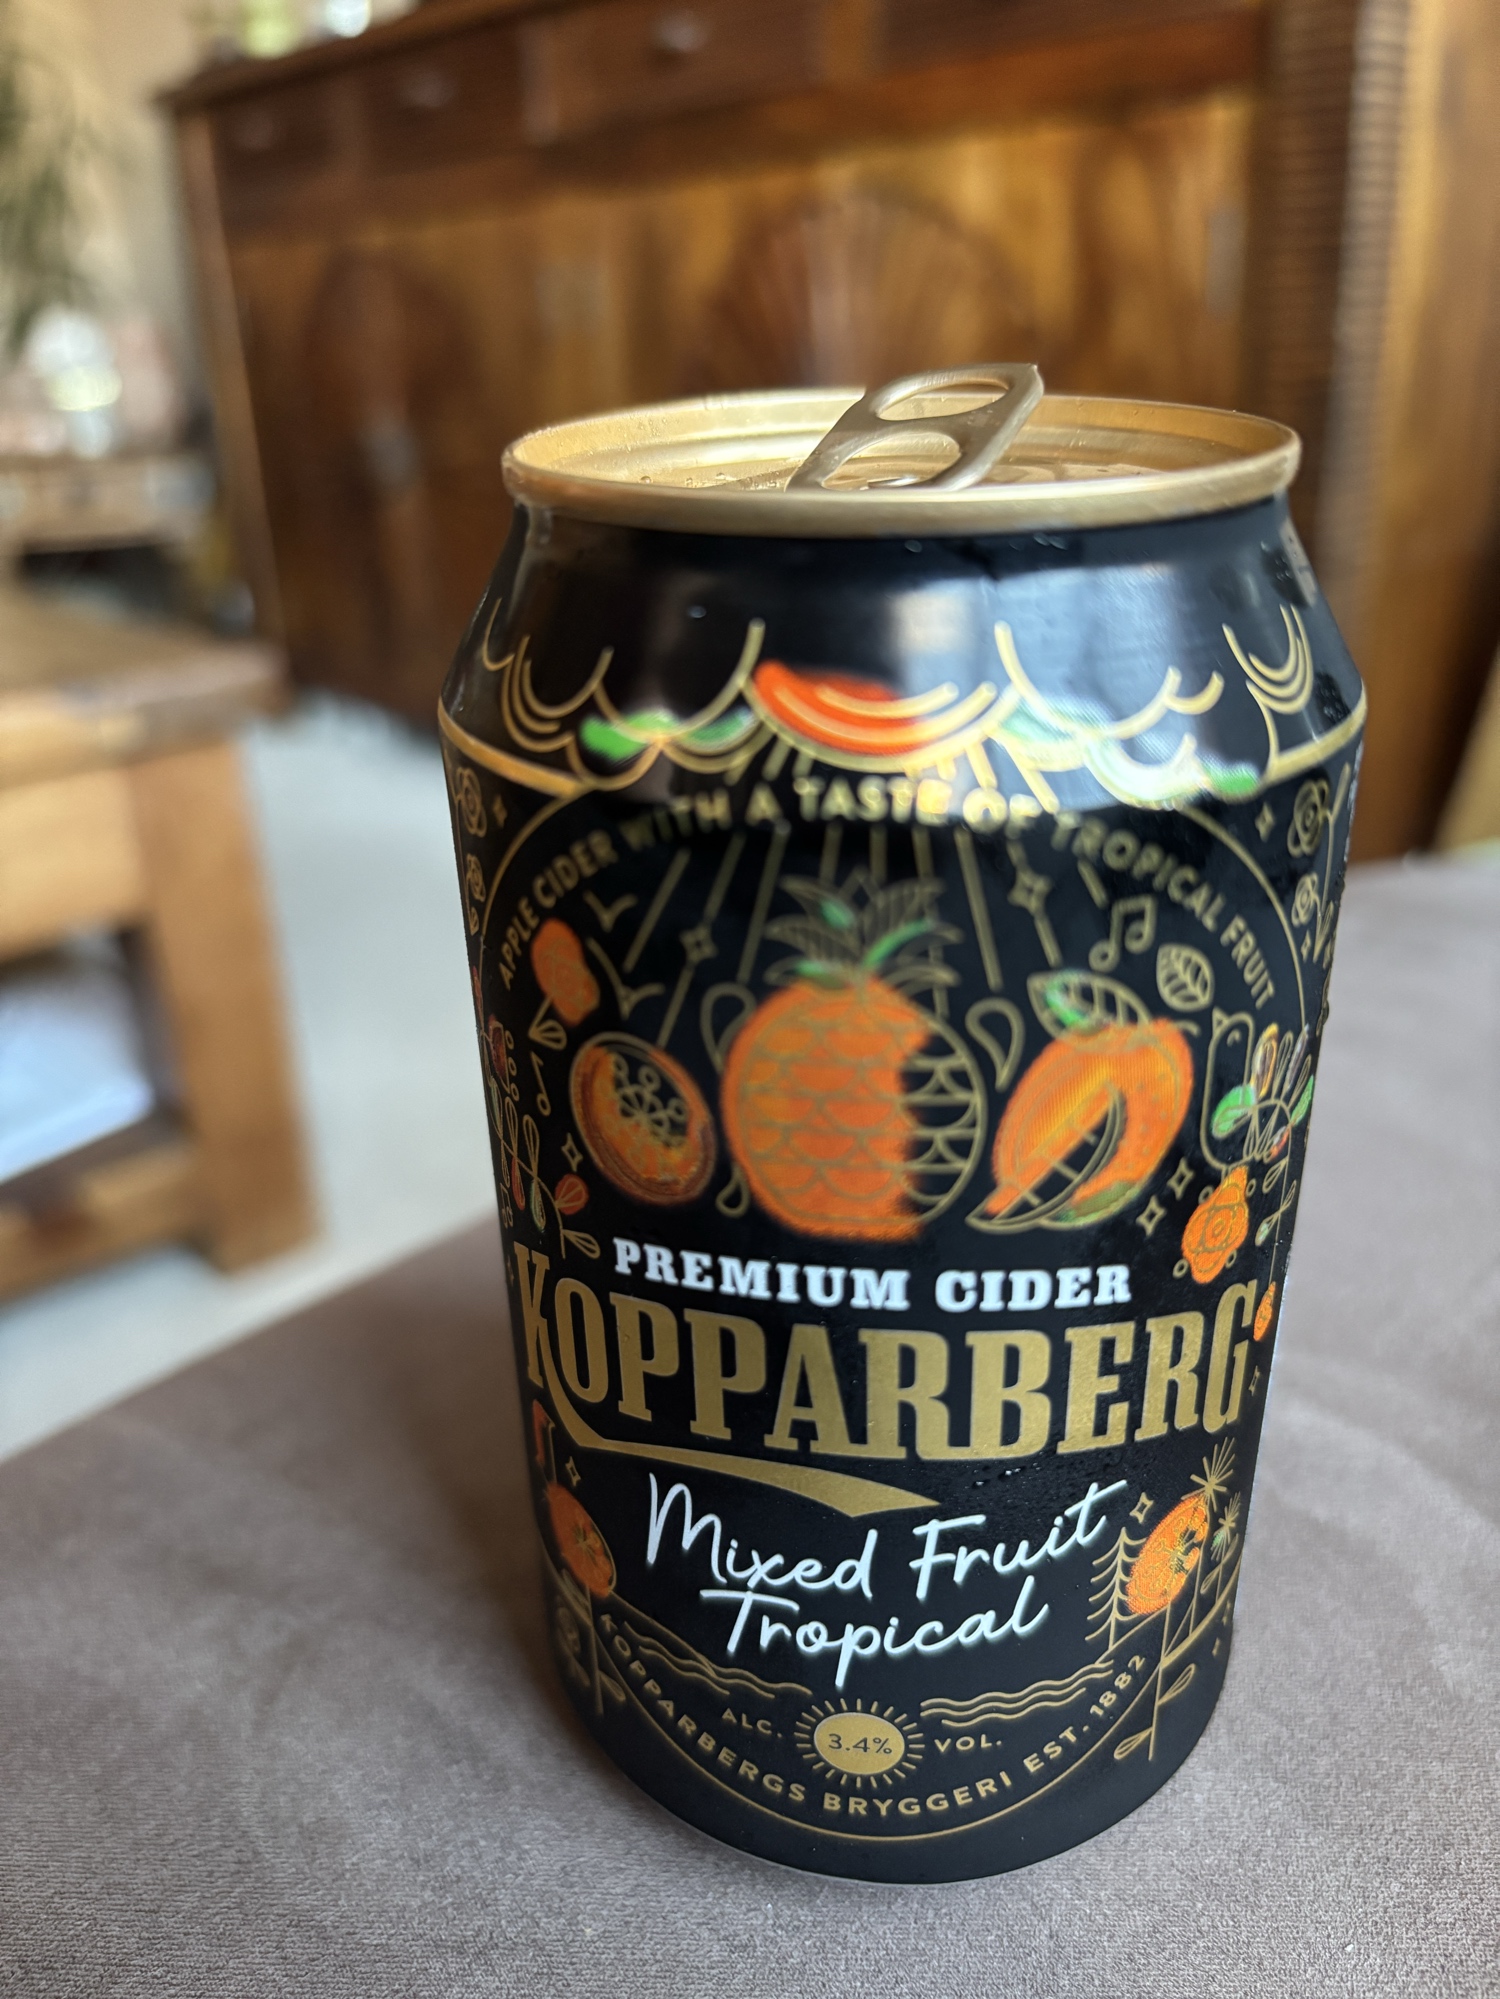 APPLE CIDER WITH A TASTE OF TROPICAL FRUIT
PREMIUM CIDER
KOPPARBERG
Mixed Fruit
Tropical
ALC. 3.4% VOL.
KOPPARBERGS BRYGGERI EST. 1882